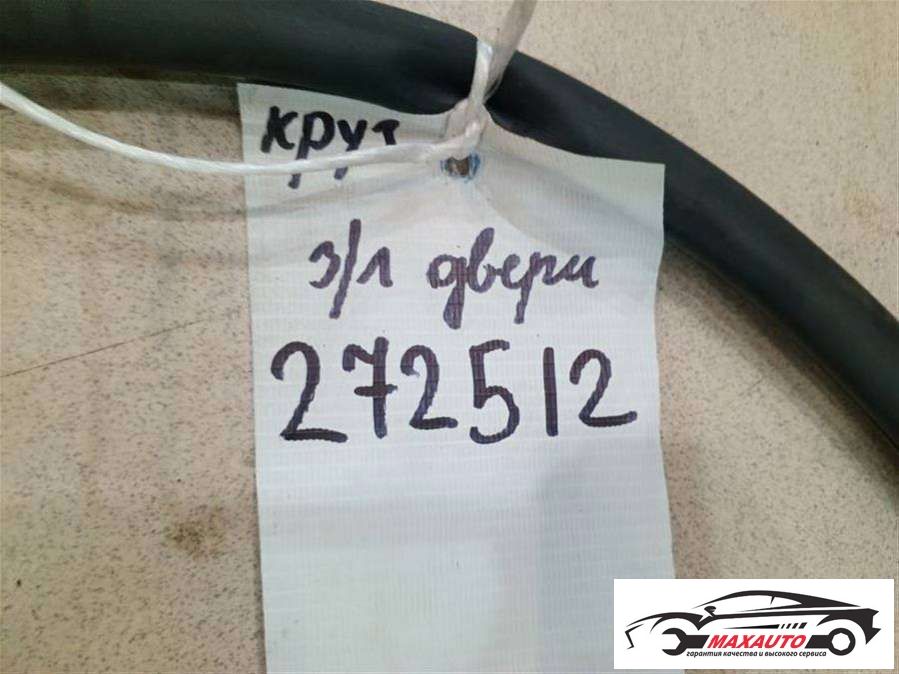 КРУТ
з/л двери
272512
MAXAUTO
гарантия качества и высокого сервиса